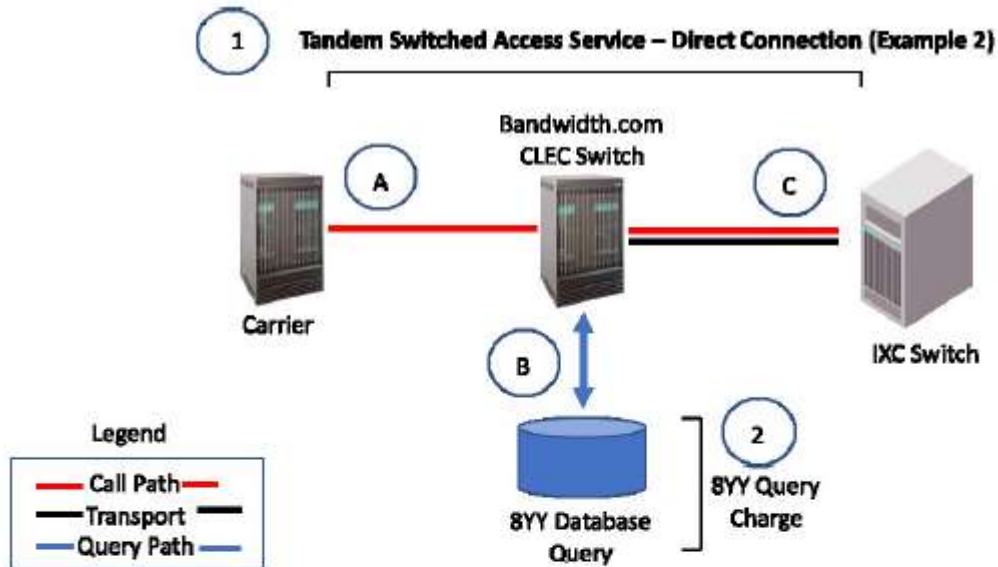 1 Tandem Switched Access Service – Direct Connection (Example 2)
Bandwidth.com
CLEC Switch
A
C
Carrier
IXC Switch
B
2
8YY Query
Charge
8YY Database
Query
Legend
Call Path
Transport
Query Path